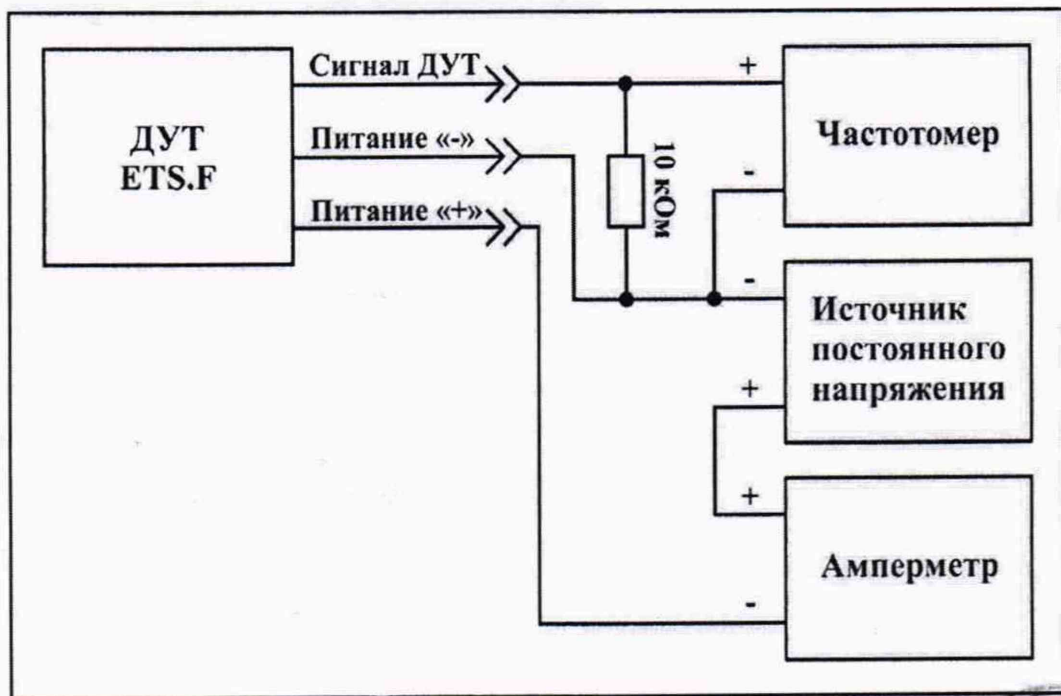 ДУТ
ETS.F
Сигнал ДУТ
Питание «-»
Питание «+»
10 кОм
+
Частотомер
-
-
Источник
постоянного
напряжения
+
+
Амперметр
-